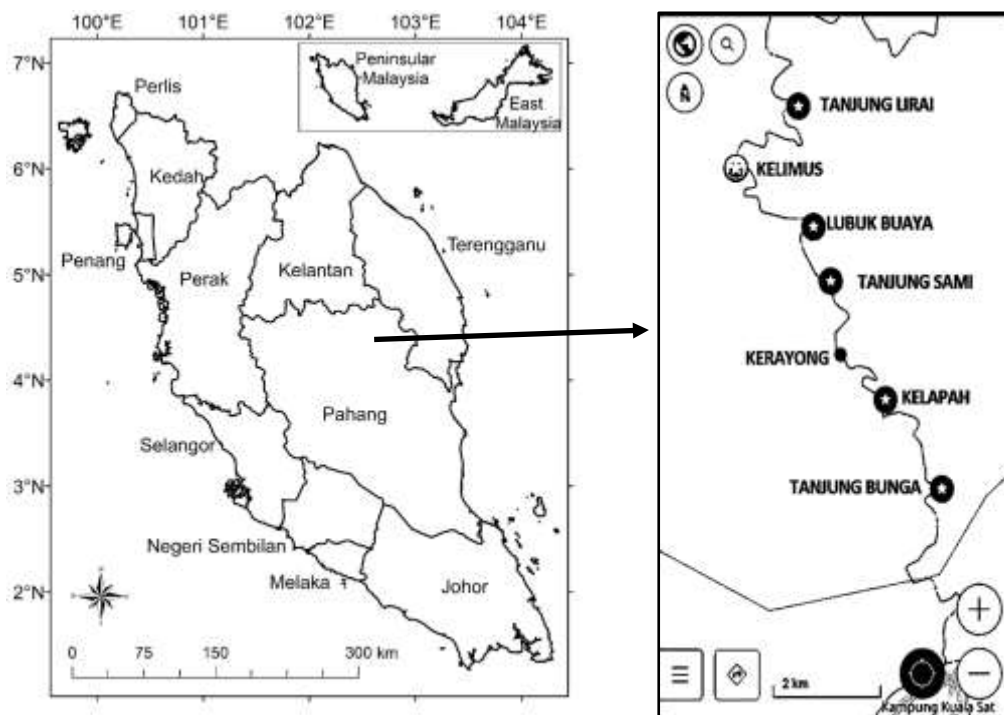 100°E 101°E 102°E 103°E 104°E
7°N
6°N
5°N
4°N
3°N
2°N
Peninsular
Malaysia
East
Malaysia
Perlis
Kedah
Penang
Perak
Kelantan
Terengganu
Pahang
Selangor
Negeri Sembilan
Melaka
Johor
0 75 150 300 km
N
TANJUNG LIRAI
KELIMUS
LUBUK BUAYA
TANJUNG SAMI
KERAYONG
KELAPAH
TANJUNG BUNGA
2 km
Kampung Kuala Sat